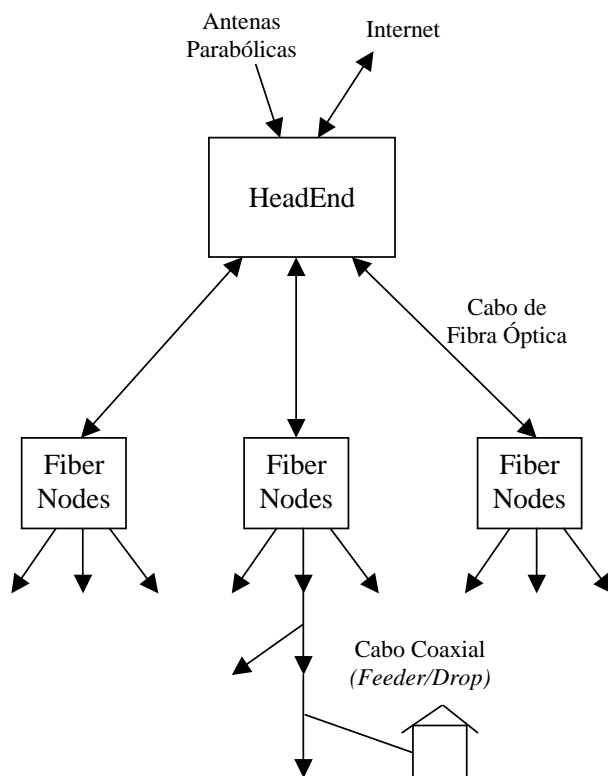 Antenas
Parabólicas
Internet
HeadEnd
Cabo de
Fibra Óptica
Fiber
Nodes
Fiber
Nodes
Fiber
Nodes
Cabo Coaxial
(Feeder/Drop)